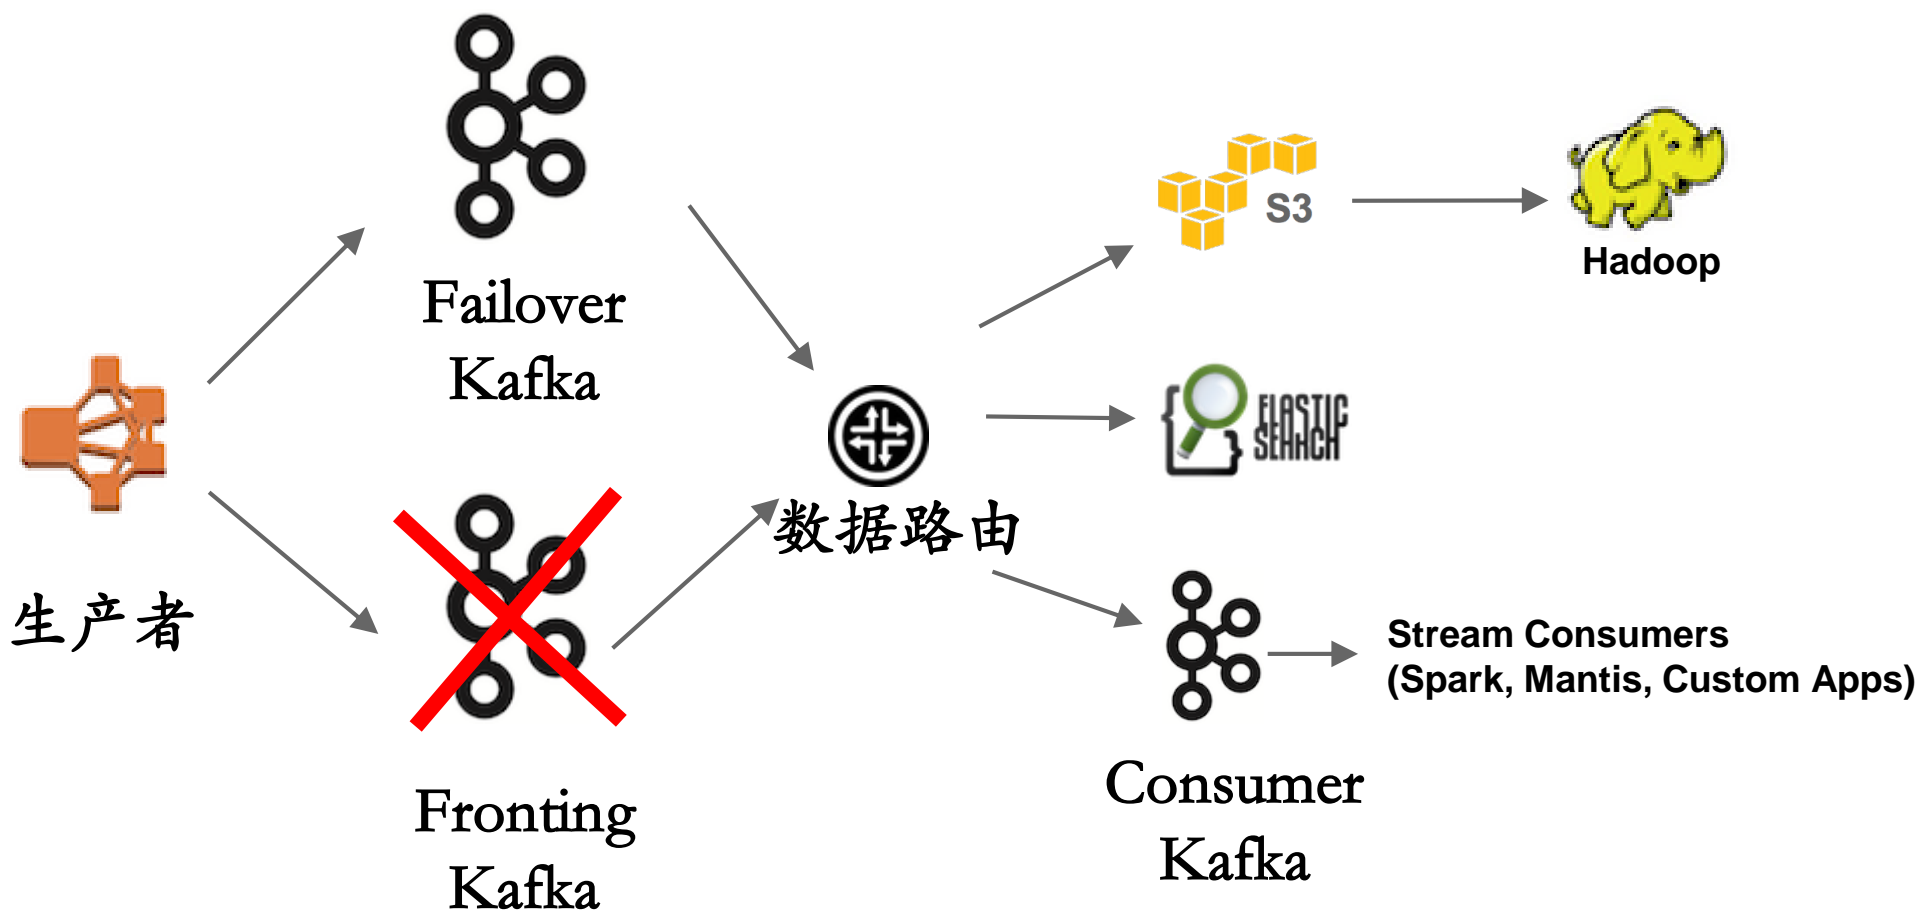 Failover
Kafka
生产者
Fronting
Kafka
数据路由
S3
Hadoop
ELASTIC
SEARCH
Consumer
Kafka
Stream Consumers
(Spark, Mantis, Custom Apps)